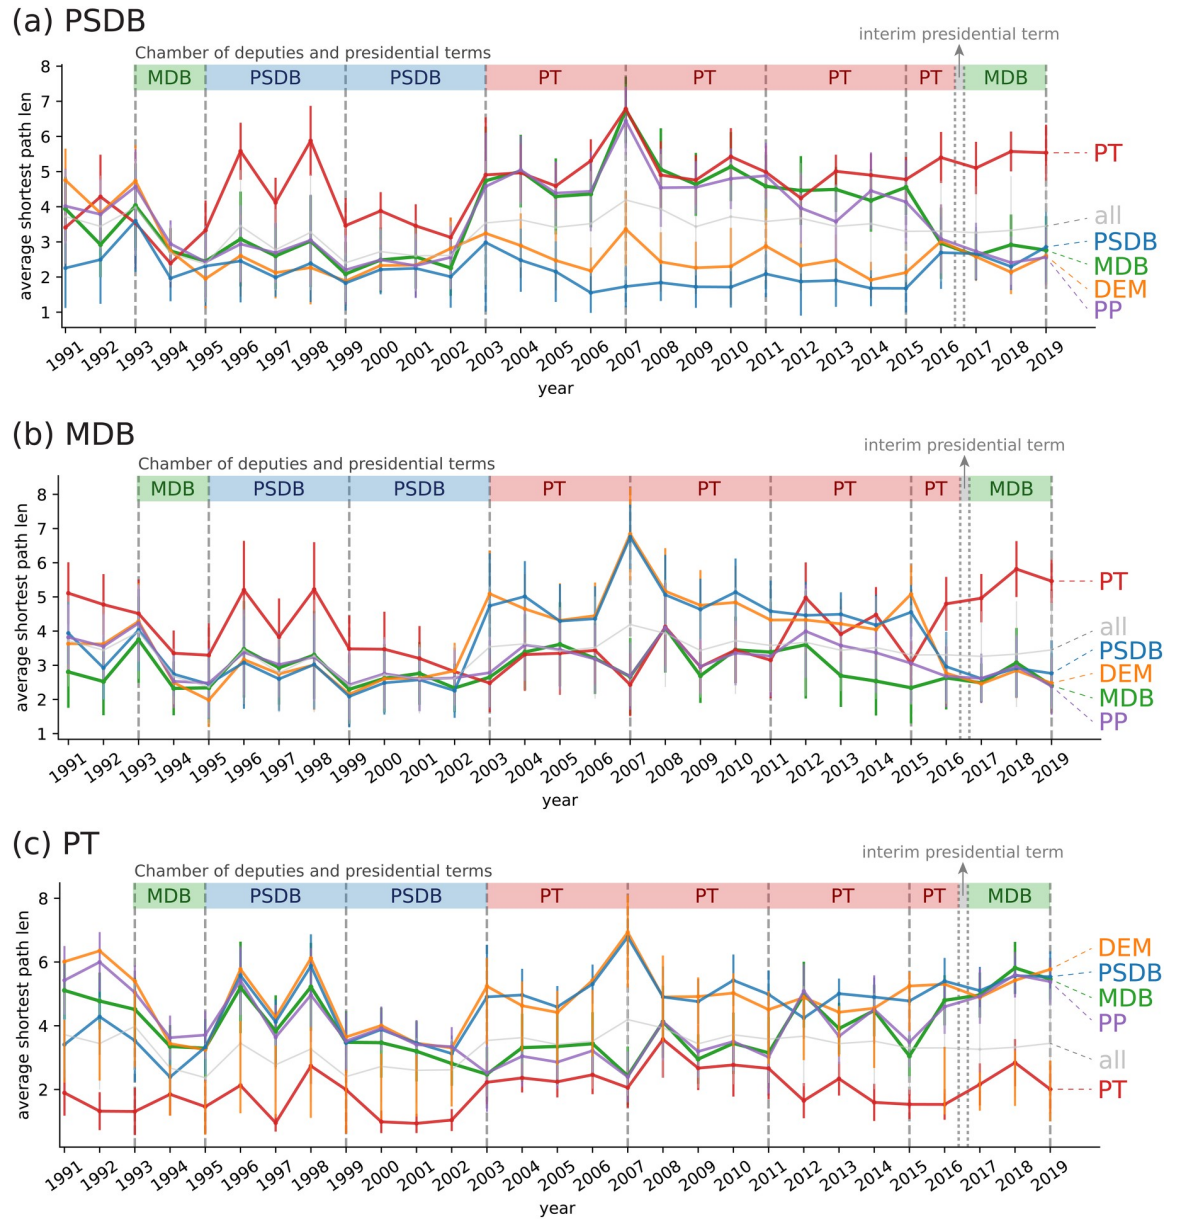 (a) PSDB
interim presidential term
Chamber of deputies and presidential terms
MDB PSDB PSDB PT PT PT PT MDB
average shortest path len
8
7
6
5
4
3
2
1
PT
all
PSDB
MDB
DEM
PP
1991 1992 1993 1994 1995 1996 1997 1998 1999 2000 2001 2002 2003 2004 2005 2006 2007 2008 2009 2010 2011 2012 2013 2014 2015 2016 2017 2018 2019
year
(b) MDB
interim presidential term
Chamber of deputies and presidential terms
MDB PSDB PSDB PT PT PT PT MDB
average shortest path len
8
7
6
5
4
3
2
1
PT
all
PSDB
DEM
MDB
PP
1991 1992 1993 1994 1995 1996 1997 1998 1999 2000 2001 2002 2003 2004 2005 2006 2007 2008 2009 2010 2011 2012 2013 2014 2015 2016 2017 2018 2019
year
(c) PT
interim presidential term
Chamber of deputies and presidential terms
MDB PSDB PSDB PT PT PT PT MDB
average shortest path len
8
6
4
2
DEM
PSDB
MDB
PP
all
PT
1991 1992 1993 1994 1995 1996 1997 1998 1999 2000 2001 2002 2003 2004 2005 2006 2007 2008 2009 2010 2011 2012 2013 2014 2015 2016 2017 2018 2019
year